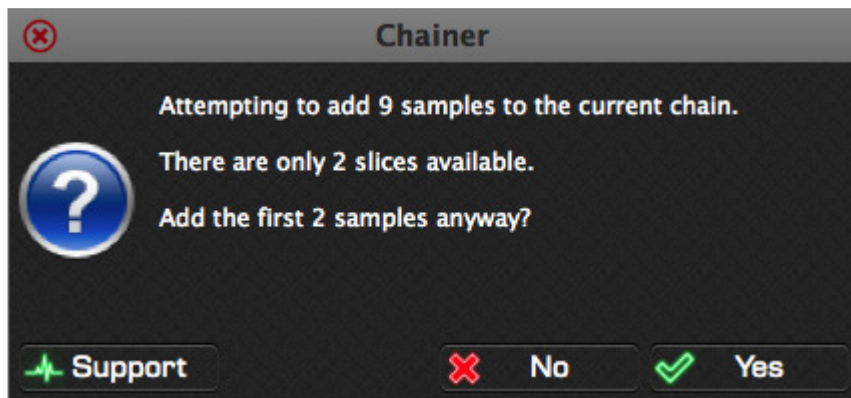 Chainer
Attempting to add 9 samples to the current chain.
There are only 2 slices available.
Add the first 2 samples anyway?
Support
No
Yes